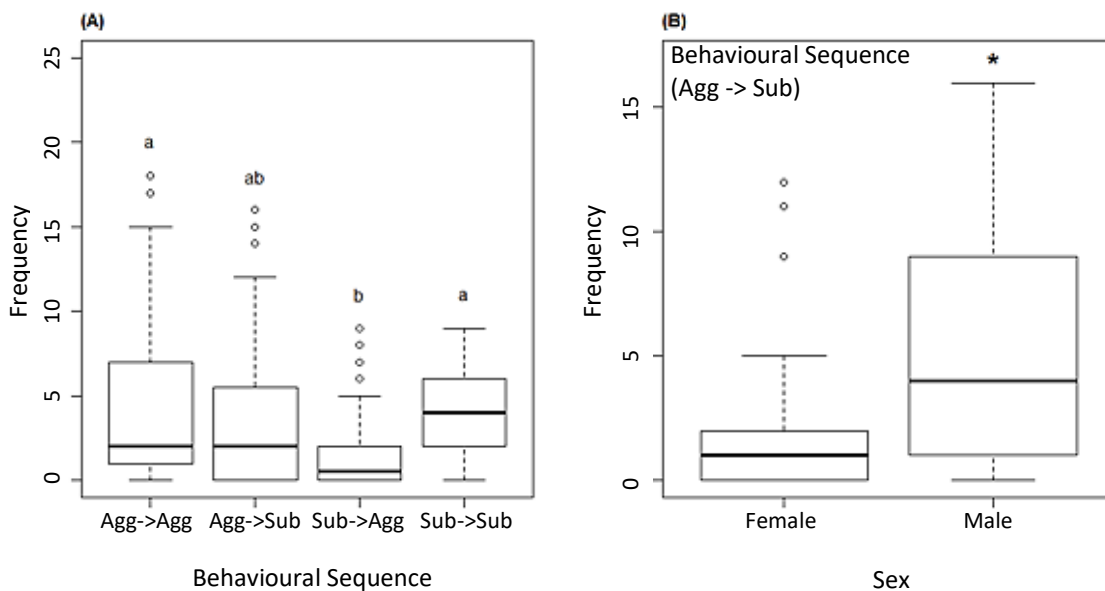 (A)
25
20
15
10
5
0
Frequency
a
ab
b
a
Agg->Agg Agg->Sub Sub->Agg Sub->Sub
Behavioural Sequence
(B)
Behavioural Sequence
(Agg -> Sub)
*
15
10
5
0
Frequency
Female Male
Sex